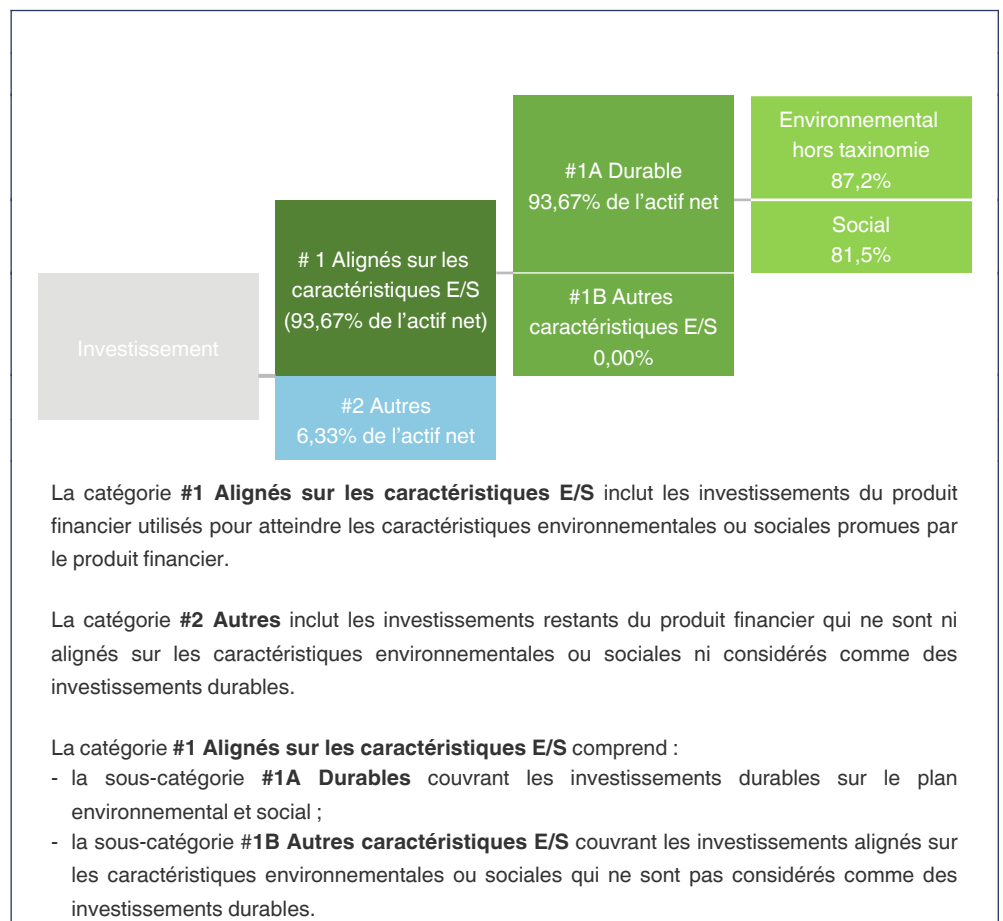 Investissement
# 1 Alignés sur les
caractéristiques E/S
(93,67% de l’actif net)
#2 Autres
6,33% de l’actif net
#1A Durable
93,67% de l’actif net
#1B Autres
caractéristiques E/S
0,00%
Environnemental
hors taxinomie
87,2%
Social
81,5%
La catégorie #1 Alignés sur les caractéristiques E/S inclut les investissements du produit
financier utilisés pour atteindre les caractéristiques environnementales ou sociales promues par
le produit financier.
La catégorie #2 Autres inclut les investissements restants du produit financier qui ne sont ni
alignés sur les caractéristiques environnementales ou sociales ni considérés comme des
investissements durables.
La catégorie #1 Alignés sur les caractéristiques E/S comprend :
- la sous-catégorie #1A Durables couvrant les investissements durables sur le plan
environnemental et social ;
- la sous-catégorie #1B Autres caractéristiques E/S couvrant les investissements alignés sur
les caractéristiques environnementales ou sociales qui ne sont pas considérés comme des
investissements durables.